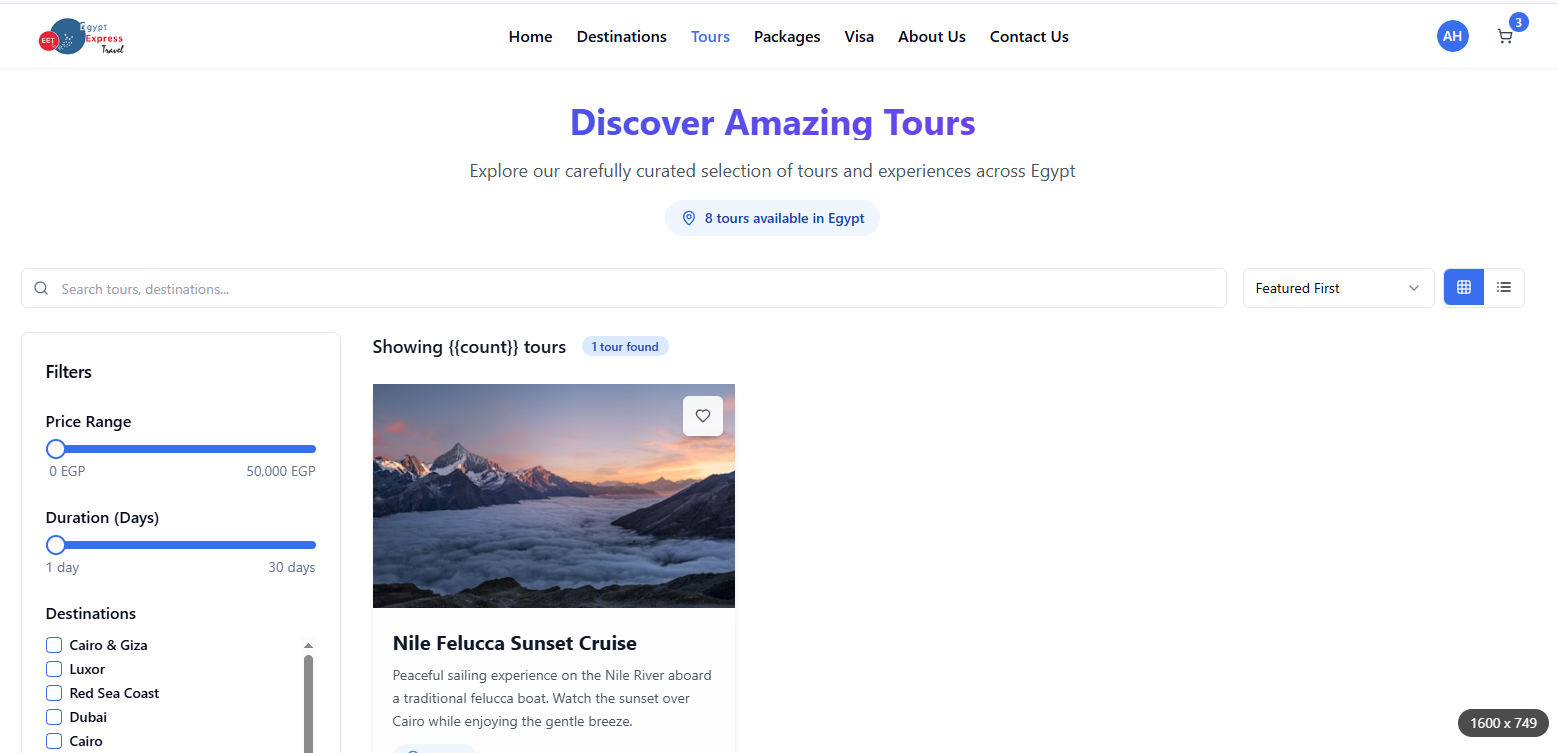 EET
Egypt
Express
Travel
Home
Destinations
Tours
Packages
Visa
About Us
Contact Us
AH
3
Discover Amazing Tours
Explore our carefully curated selection of tours and experiences across Egypt
8 tours available in Egypt
Search tours, destinations...
Featured First
Filters
Price Range
0 EGP
50,000 EGP
Duration (Days)
1 day
30 days
Destinations
Cairo & Giza
Luxor
Red Sea Coast
Dubai
Cairo
Showing {{count}} tours
1 tour found
Nile Felucca Sunset Cruise
Peaceful sailing experience on the Nile River aboard
a traditional felucca boat. Watch the sunset over
Cairo while enjoying the gentle breeze.
1600 x 749